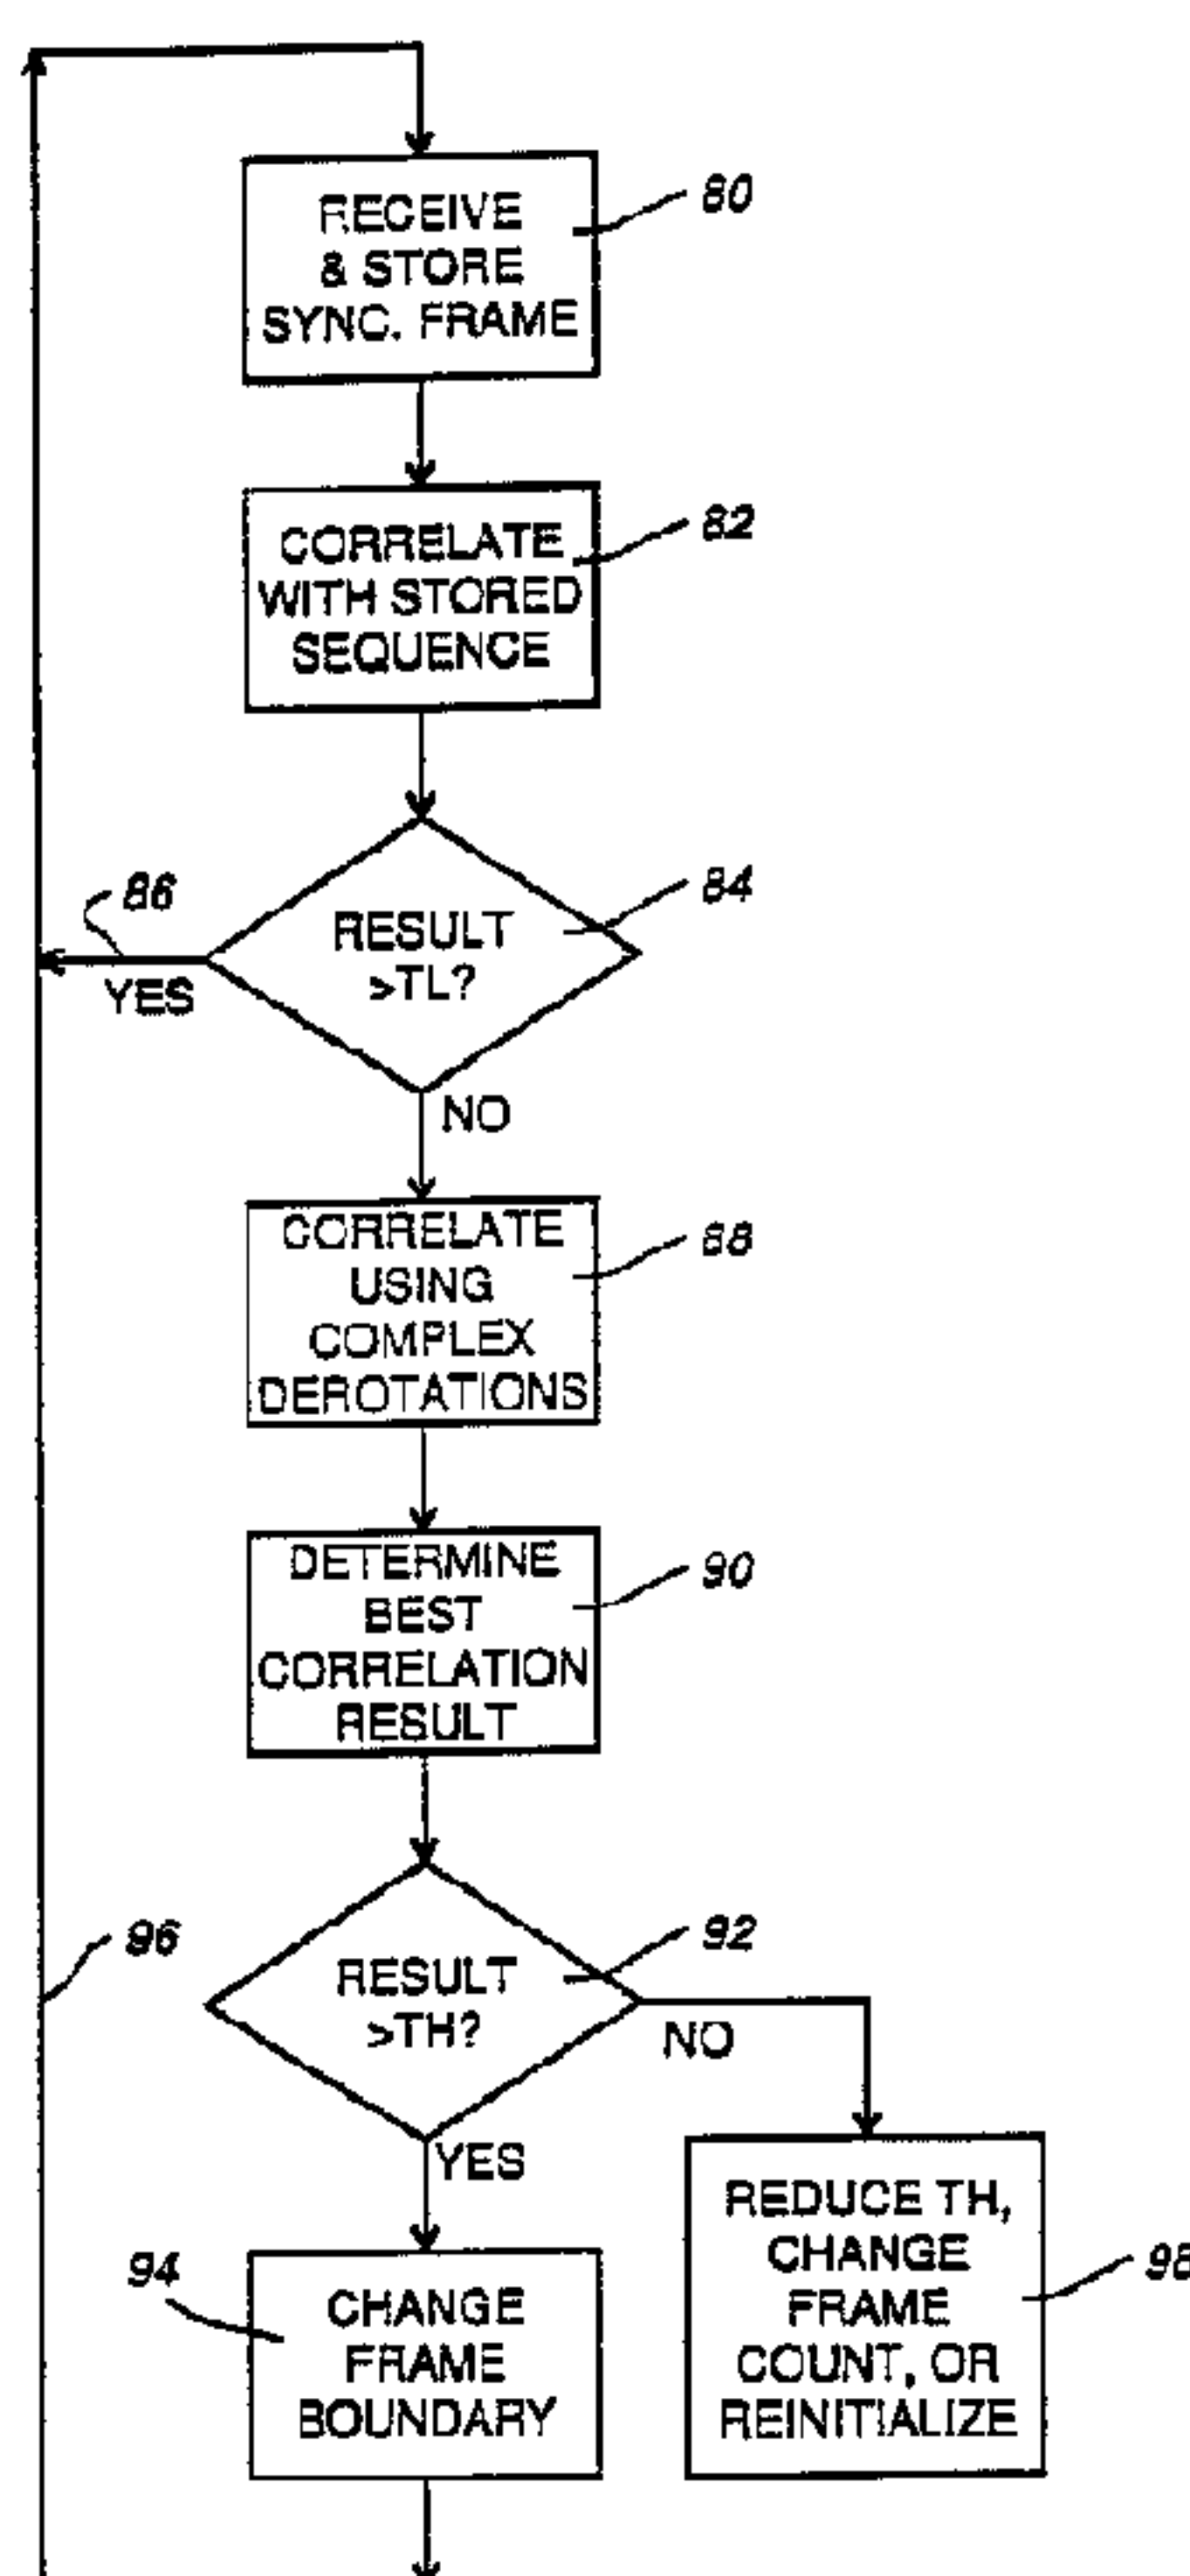 RECEIVE
& STORE
SYNC. FRAME
80
CORRELATE
WITH STORED
SEQUENCE
82
RESULT
>TL?
84
86
YES
NO
CORRELATE
USING
COMPLEX
DEROTATIONS
88
DETERMINE
BEST
CORRELATION
RESULT
90
96
RESULT
>TH?
92
NO
YES
94
CHANGE
FRAME
BOUNDARY
REDUCE TH,
CHANGE
FRAME
COUNT, OR
REINITIALIZE
98